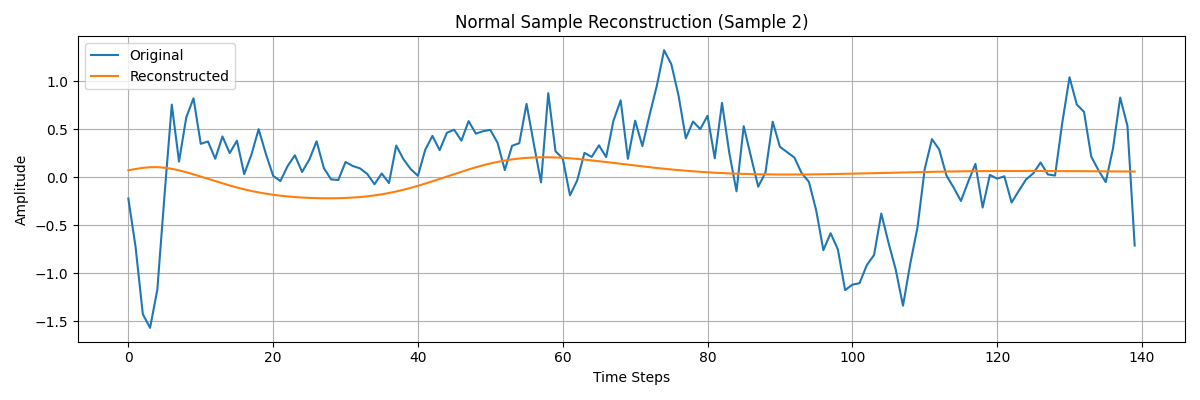 Normal Sample Reconstruction (Sample 2)
Original
Reconstructed
1.0
0.5
0.0
−0.5
−1.0
−1.5
Amplitude
0 20 40 60 80 100 120 140
Time Steps